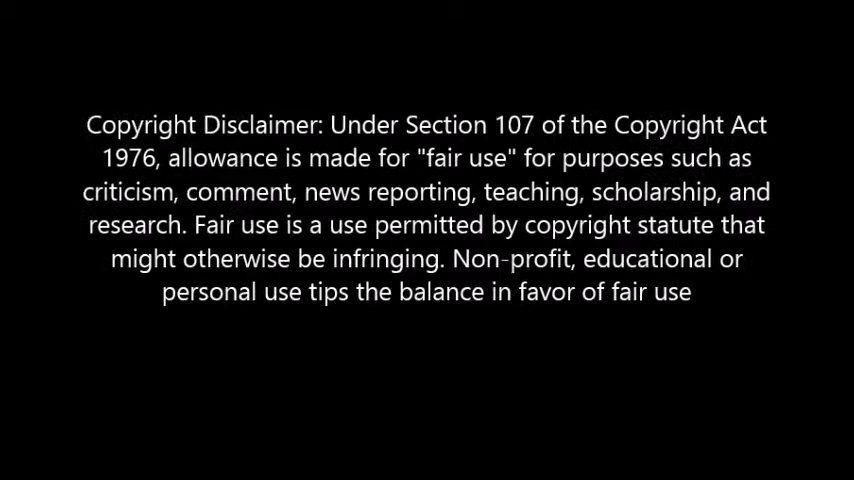 Copyright Disclaimer: Under Section 107 of the Copyright Act
1976, allowance is made for "fair use" for purposes such as
criticism, comment, news reporting, teaching, scholarship, and
research. Fair use is a use permitted by copyright statute that
might otherwise be infringing. Non-profit, educational or
personal use tips the balance in favor of fair use